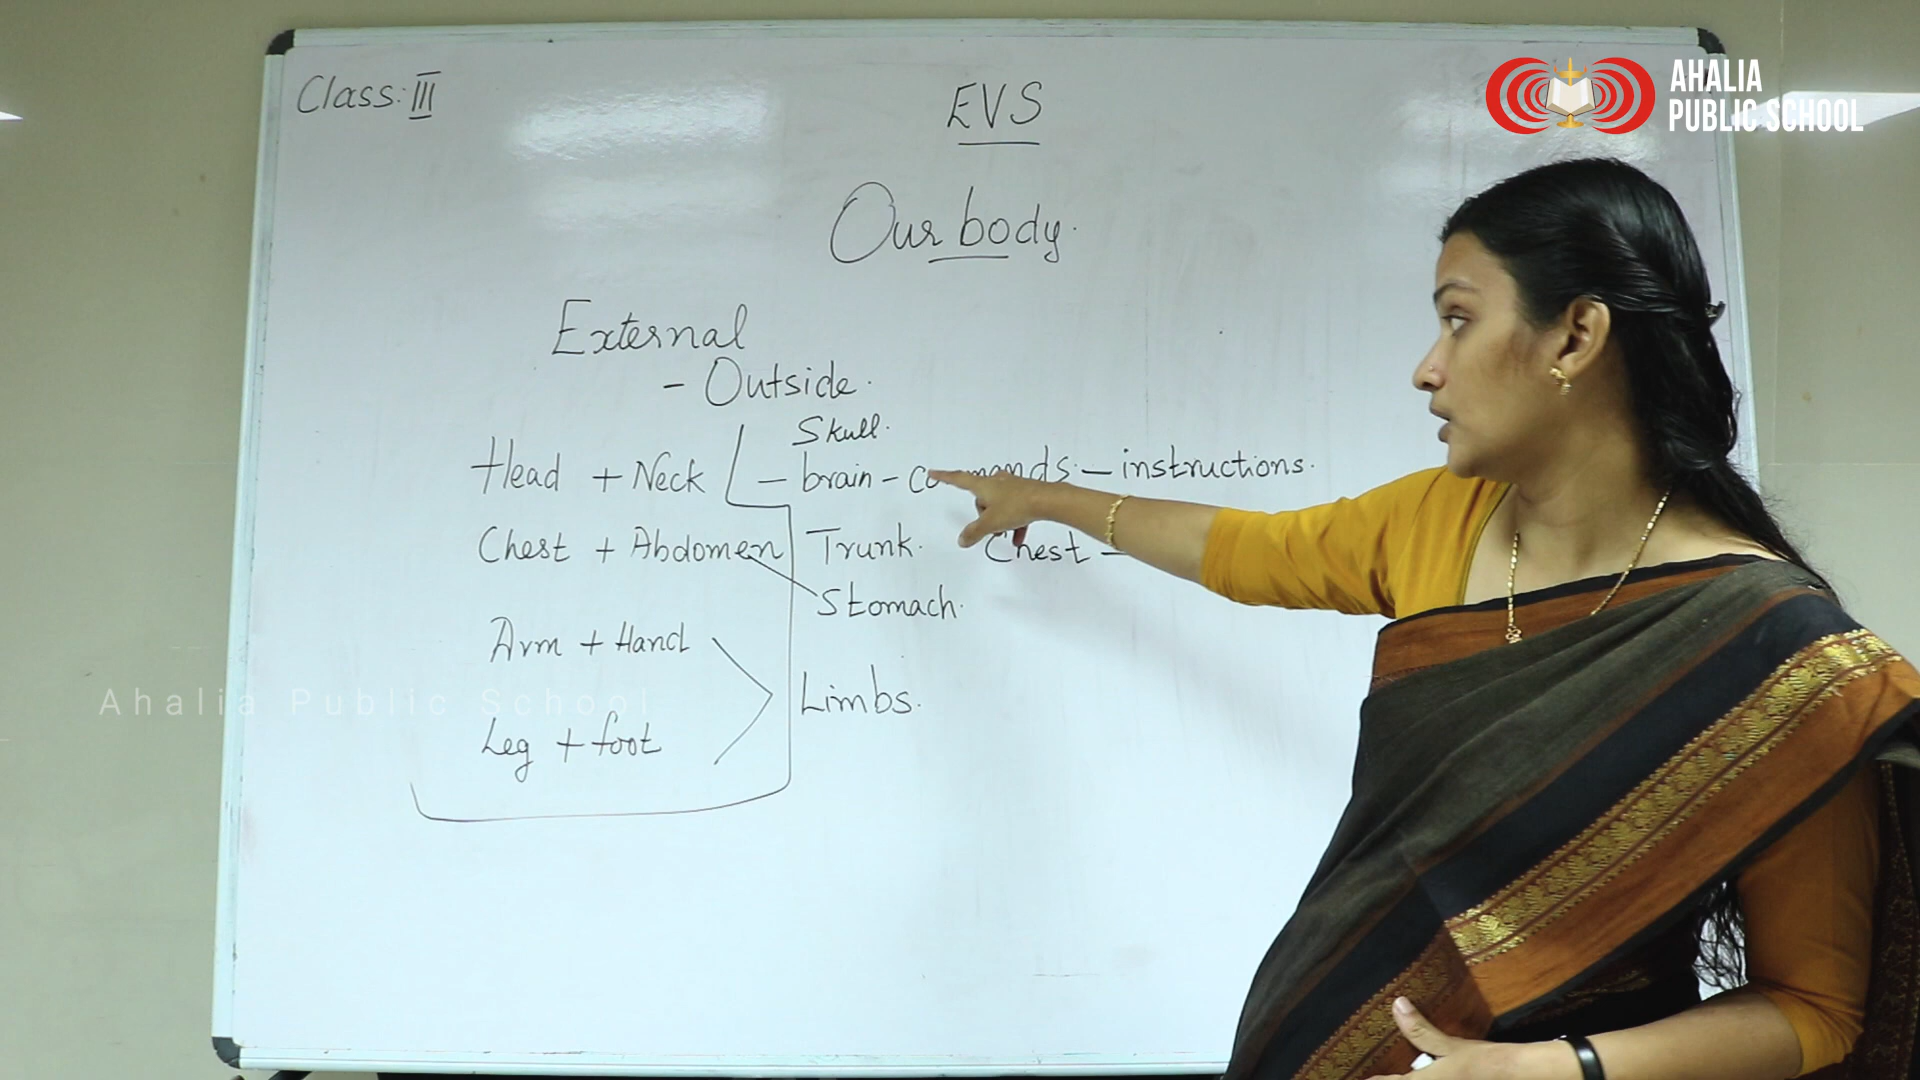 Class: III
EVS
AHALIA
PUBLIC SCHOOL
Our body.
External
- Outside.
Skull.
Head + Neck - brain - commands. - instructions.
Chest + Abdomen Trunk. Chest -
Stomach.
Arm + Hand
Limbs.
Ahalia Public School
Leg + foot